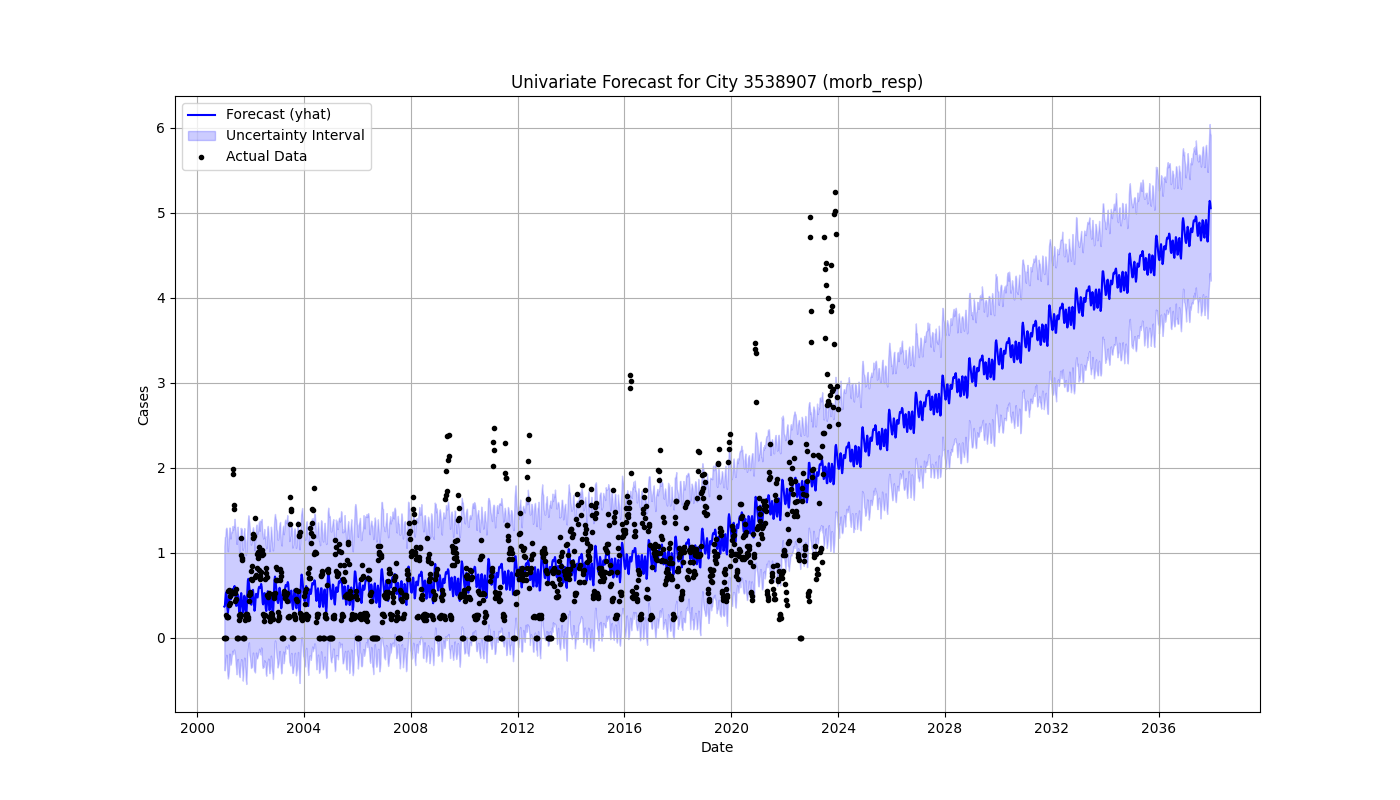 Univariate Forecast for City 3538907 (morb_resp)
Forecast (yhat)
Uncertainty Interval
Actual Data
6
5
4
3
2
1
0
Cases
2000 2004 2008 2012 2016 2020 2024 2028 2032 2036
Date